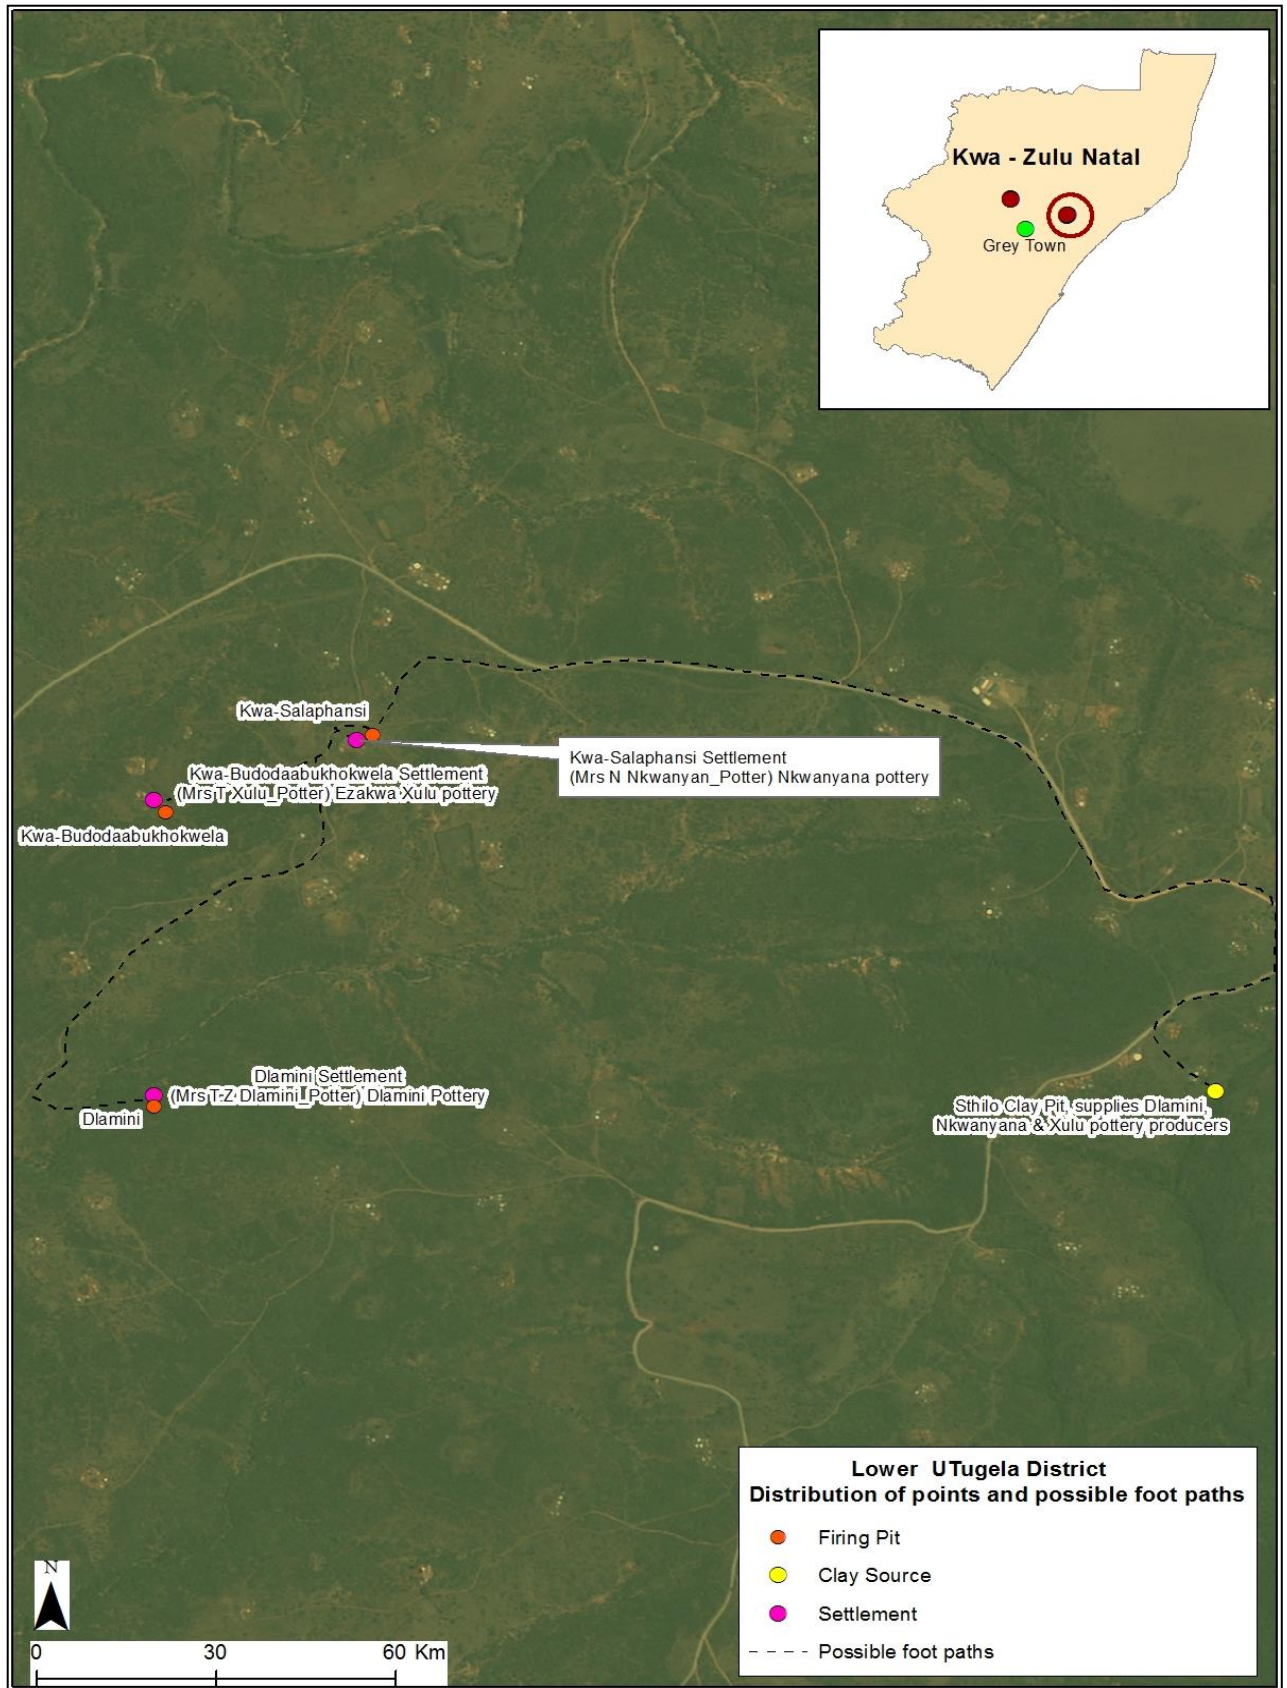 Kwa - Zulu Natal
Grey Town
Kwa-Salaphansi
Kwa-Salaphansi Settlement
(Mrs N Nkwanyan_Potter) Nkwanyana pottery
Kwa-Budodaabukhokwela Settlement
(Mrs T Xulu_Potter) Ezakwa Xulu pottery
Kwa-Budodaabukhokwela
Dlamini Settlement
(Mrs T-Z Dlamini_Potter) Dlamini Pottery
Dlamini
Sthilo Clay Pit, supplies Dlamini,
Nkwanyana & Xulu pottery producers
Lower UTugela District
Distribution of points and possible foot paths
Firing Pit
Clay Source
Settlement
Possible foot paths
N
0 30 60 Km